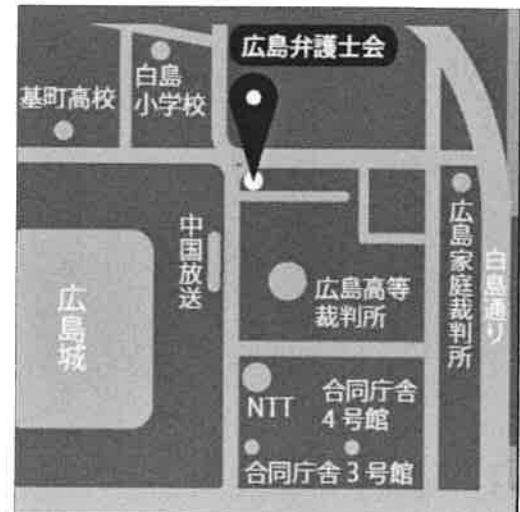 広島弁護士会
白島
小学校
基町高校
中国放送
広島家庭裁判所
白島通り
広島城
広島高等
裁判所
NTT
合同庁舎
4号館
合同庁舎3号館